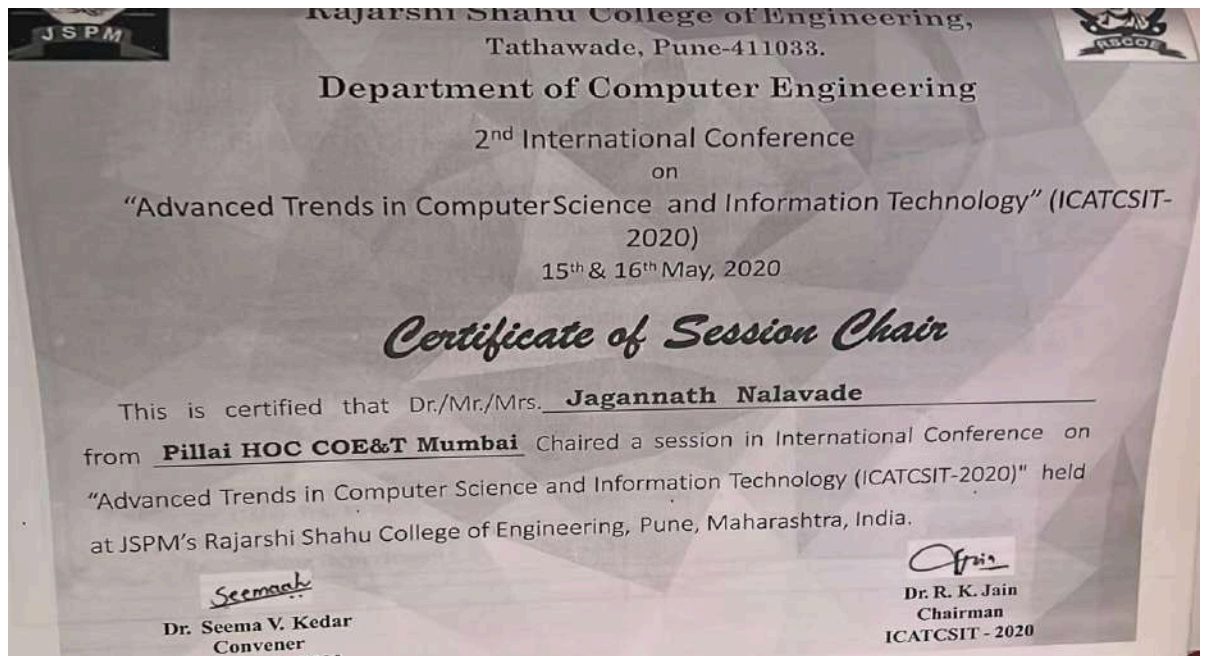 JSPM
RSCOE
Rajarshi Shahu College of Engineering,
Tathawade, Pune-411033.
Department of Computer Engineering
2nd International Conference
on
“Advanced Trends in Computer Science and Information Technology” (ICATCSIT-
2020)
15th & 16th May, 2020
Certificate of Session Chair
This is certified that Dr./Mr./Mrs. Jagannath Nalavade
from Pillai HOC COE&T Mumbai Chaired a session in International Conference on
“Advanced Trends in Computer Science and Information Technology (ICATCSIT-2020)" held
at JSPM’s Rajarshi Shahu College of Engineering, Pune, Maharashtra, India.
Seemaah
Dr. Seema V. Kedar
Convener
Dr. R. K. Jain
Chairman
ICATCSIT - 2020